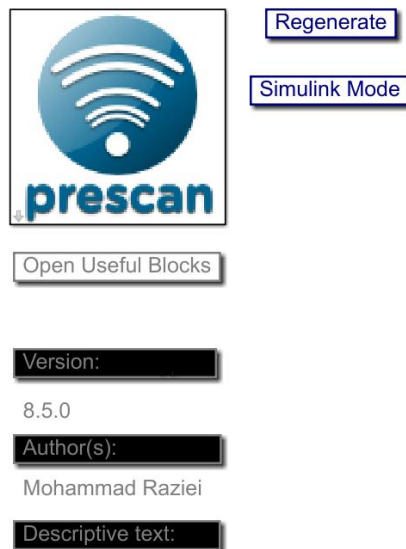 Regenerate
Simulink Mode
prescan
Open Useful Blocks
Version:
8.5.0
Author(s):
Mohammad Raziei
Descriptive text: